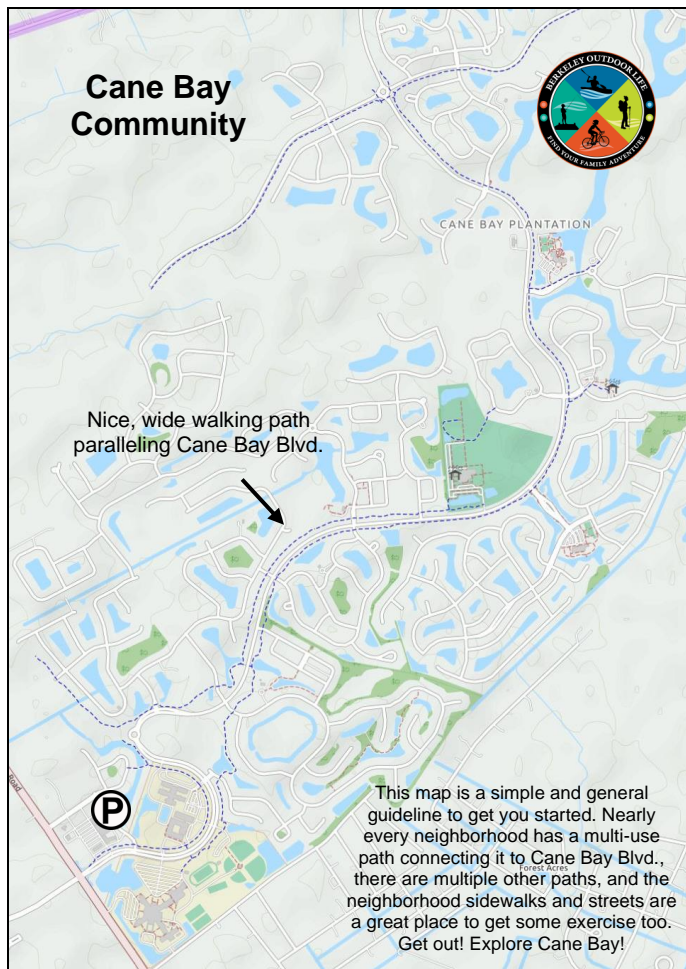 Cane Bay
Community
BERKELEY OUTDOOR LIFE
FIND YOUR FAMILY ADVENTURE
CANE BAY PLANTATION
Nice, wide walking path
paralleling Cane Bay Blvd.
Road
P
This map is a simple and general
guideline to get you started. Nearly
every neighborhood has a multi-use
path connecting it to Cane Bay Blvd.,
there are multiple other paths, and the
Forest Acres
neighborhood sidewalks and streets are
a great place to get some exercise too.
Get out! Explore Cane Bay!